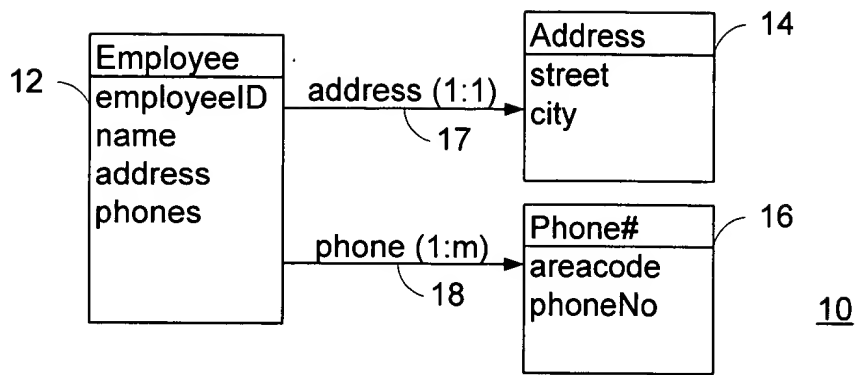 Employee
employeeID
name
address
phones
12
address (1:1)
17
Address
street
city
14
phone (1:m)
18
Phone#
areacode
phoneNo
16
10